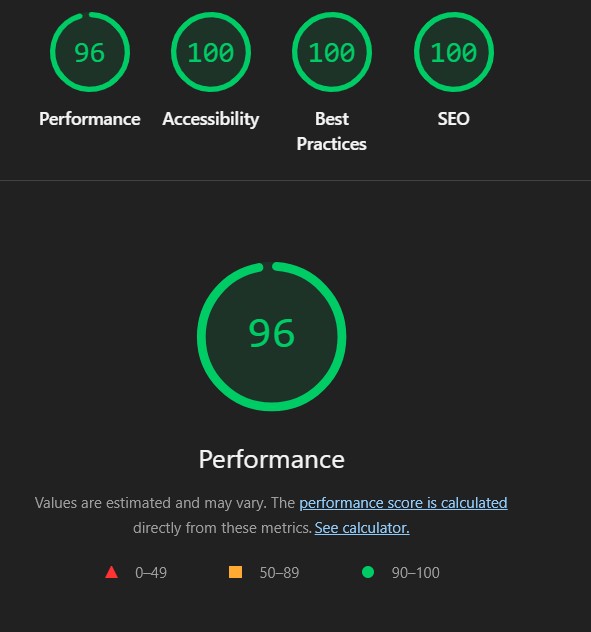 96
100
100
100
Performance
Accessibility
Best
Practices
SEO
96
Performance
Values are estimated and may vary. The performance score is calculated
directly from these metrics. See calculator.
0–49
50–89
90–100